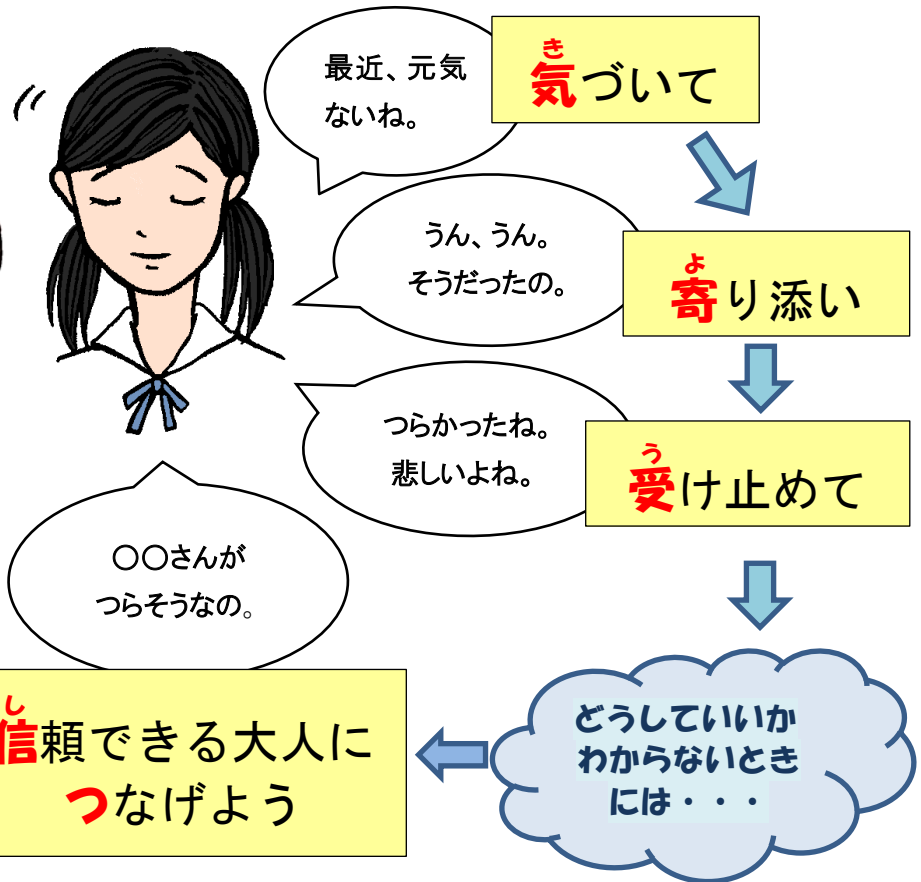 最近、元気
ないね。
き
気づいて
うん、うん。
そうだったの。
よ
寄り添い
つらかったね。
悲しいよね。
う
受け止めて
どうしていいか
わからないとき
には・・・
〇〇さんが
つらそうなの。
し
信頼できる大人に
つなげよう